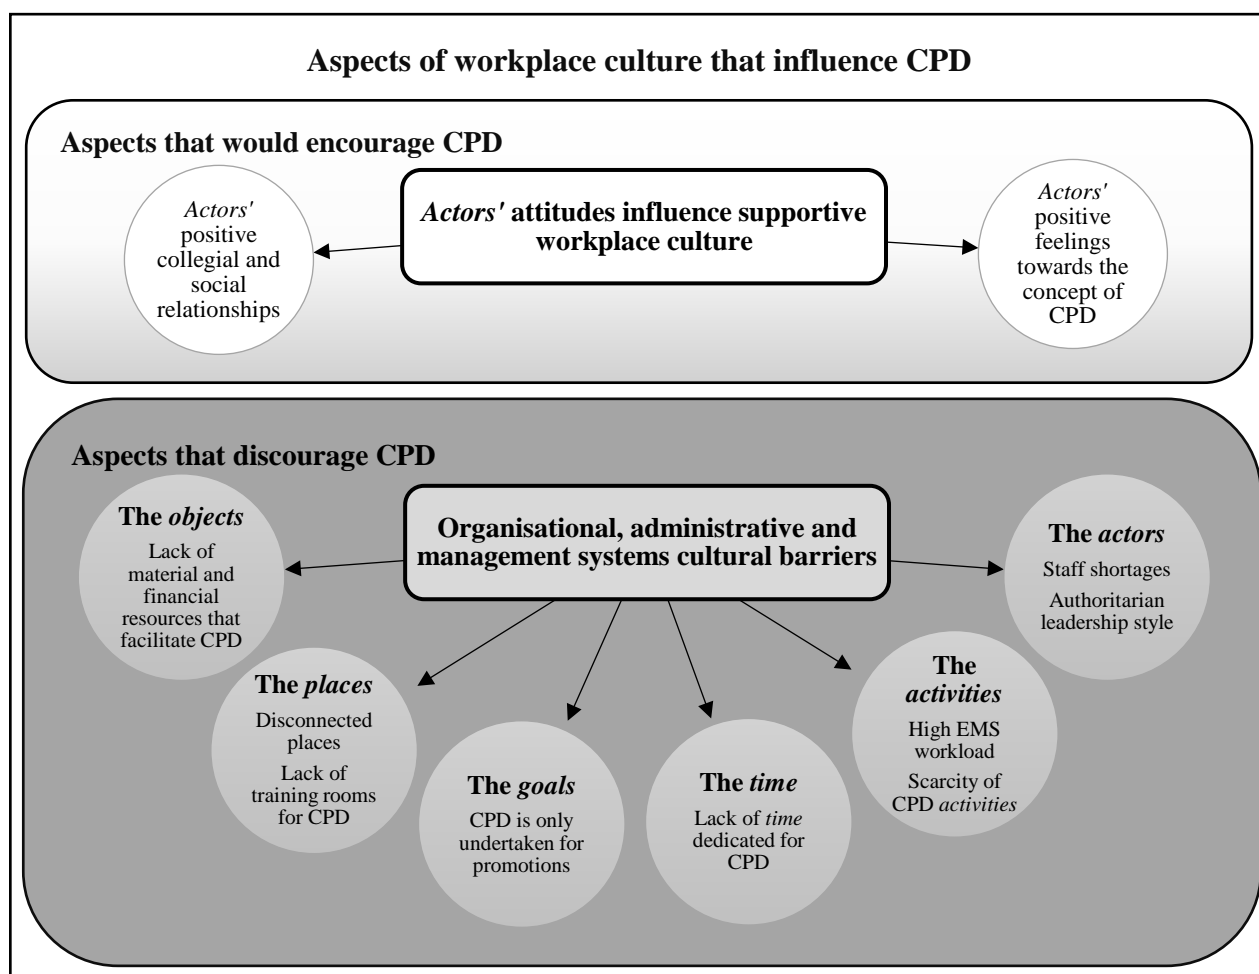 Aspects of workplace culture that influence CPD
Aspects that would encourage CPD
Actors'
positive
collegial and
social
relationships
Actors' attitudes influence supportive
workplace culture
Actors'
positive
feelings
towards the
concept of
CPD
Aspects that discourage CPD
Organisational, administrative and
management systems cultural barriers
The objects
Lack of
material and
financial
resources that
facilitate CPD
The places
Disconnected
places
Lack of
training rooms
for CPD
The goals
CPD is only
undertaken for
promotions
The time
Lack of time
dedicated for
CPD
The
activities
High EMS
workload
Scarcity of
CPD activities
The actors
Staff shortages
Authoritarian
leadership style